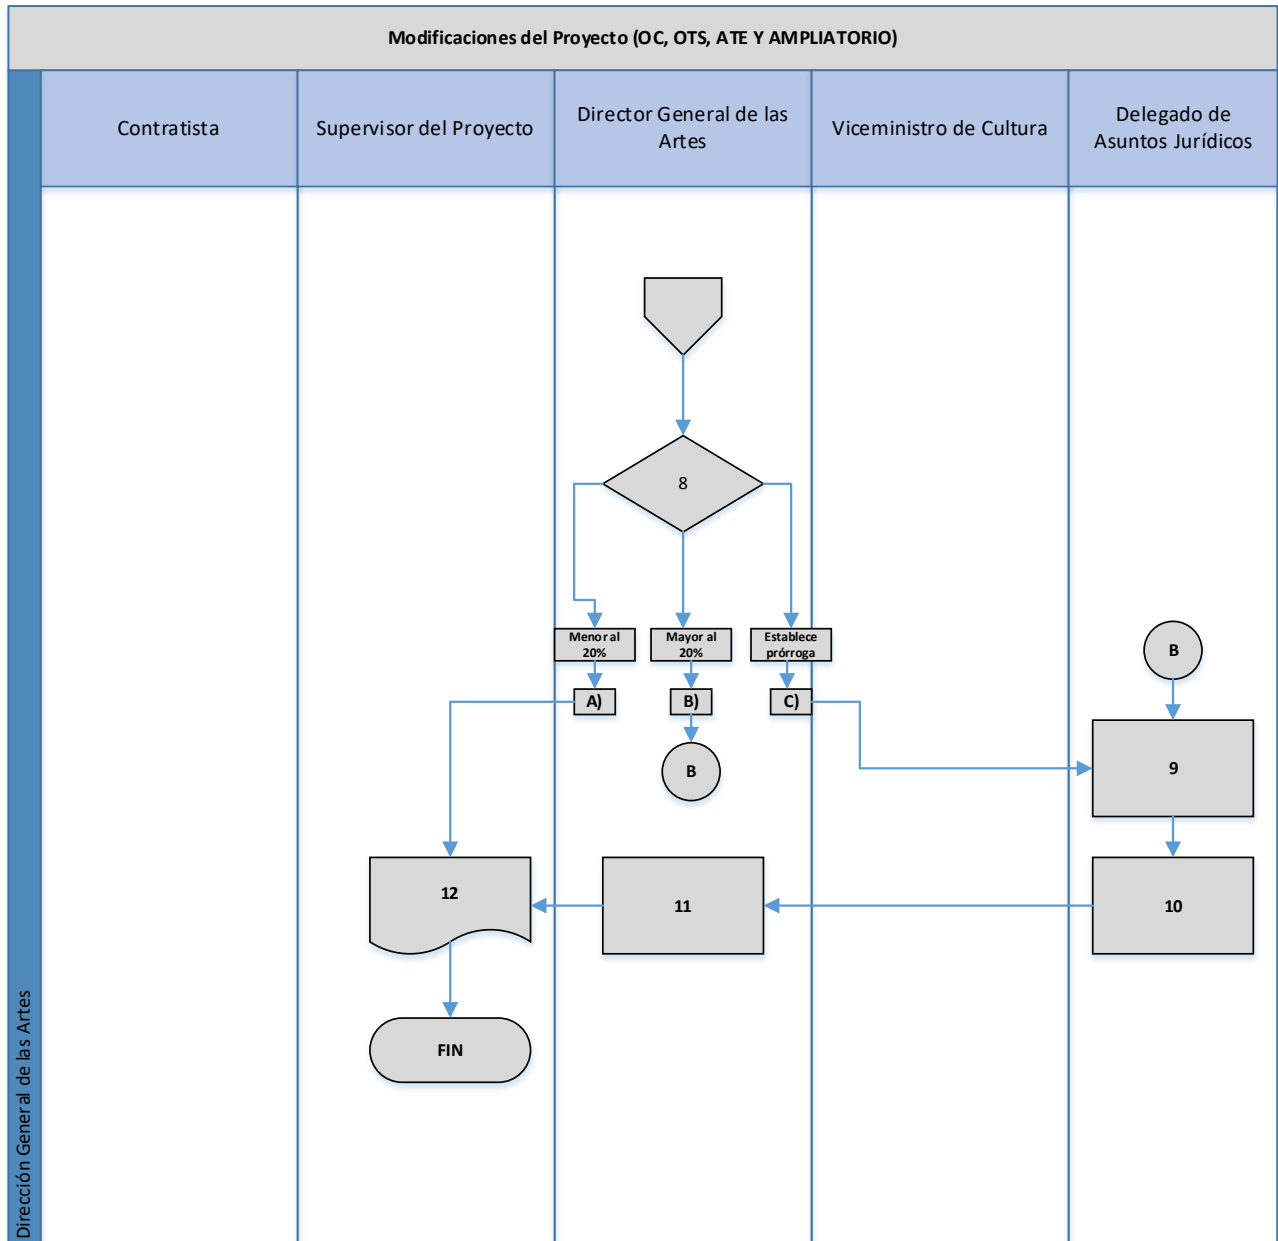 Modificaciones del Proyecto (OC, OTS, ATE Y AMPLIATORIO)
Contratista
Supervisor del Proyecto
Director General de las
Artes
Viceministro de Cultura
Delegado de
Asuntos Jurídicos
8
Menor al
20%
Mayor al
20%
Establece
prórroga
B
A)
B)
C)
B
9
12
11
10
FIN
Dirección General de las Artes